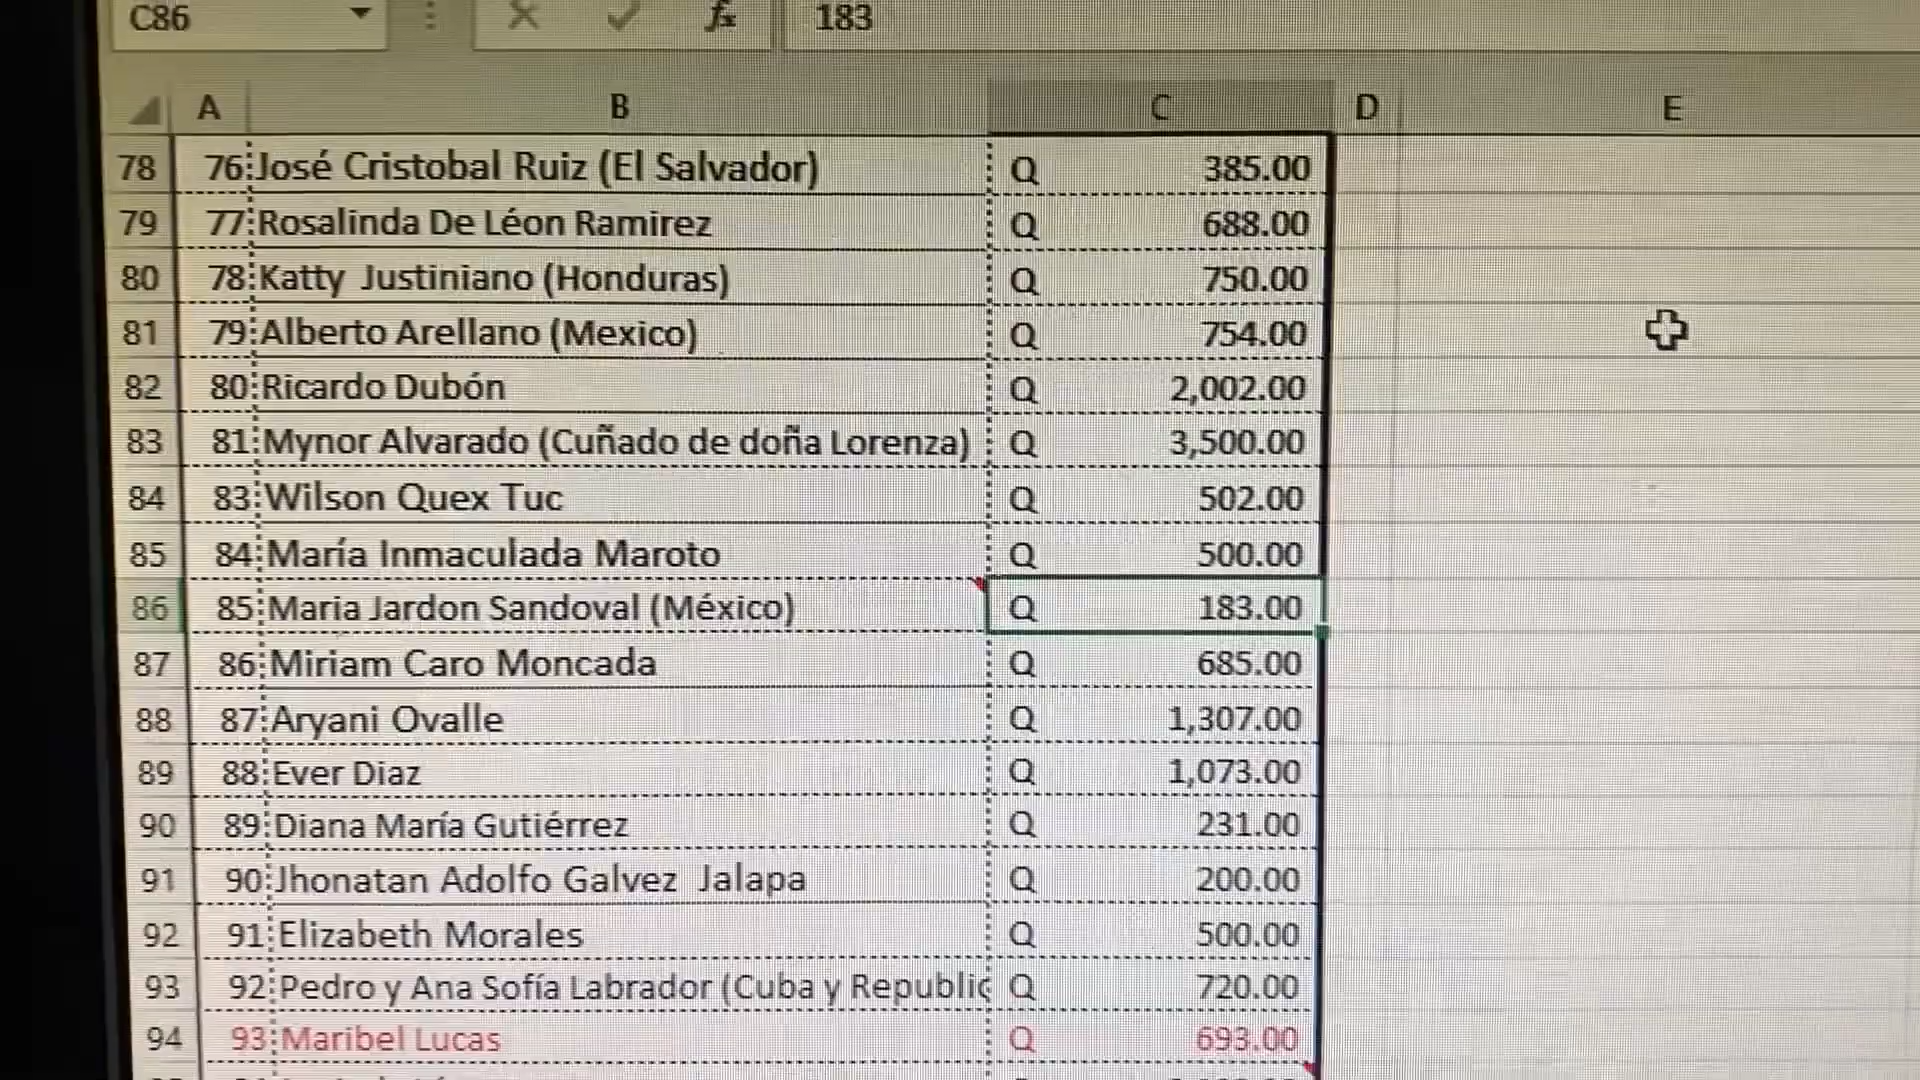 C86 fx 183
A B C D E
78 76 José Cristobal Ruiz (El Salvador) Q 385.00
79 77 Rosalinda De Léon Ramirez Q 688.00
80 78 Katty Justiniano (Honduras) Q 750.00
81 79 Alberto Arellano (Mexico) Q 754.00
82 80 Ricardo Dubón Q 2,002.00
83 81 Mynor Alvarado (Cuñado de doña Lorenza) Q 3,500.00
84 83 Wilson Quex Tuc Q 502.00
85 84 María Inmaculada Maroto Q 500.00
86 85 Maria Jardon Sandoval (México) Q 183.00
87 86 Miriam Caro Moncada Q 685.00
88 87 Aryani Ovalle Q 1,307.00
89 88 Ever Diaz Q 1,073.00
90 89 Diana María Gutiérrez Q 231.00
91 90 Jhonatan Adolfo Galvez Jalapa Q 200.00
92 91 Elizabeth Morales Q 500.00
93 92 Pedro y Ana Sofía Labrador (Cuba y Republic Q 720.00
94 93 Maribel Lucas Q 693.00